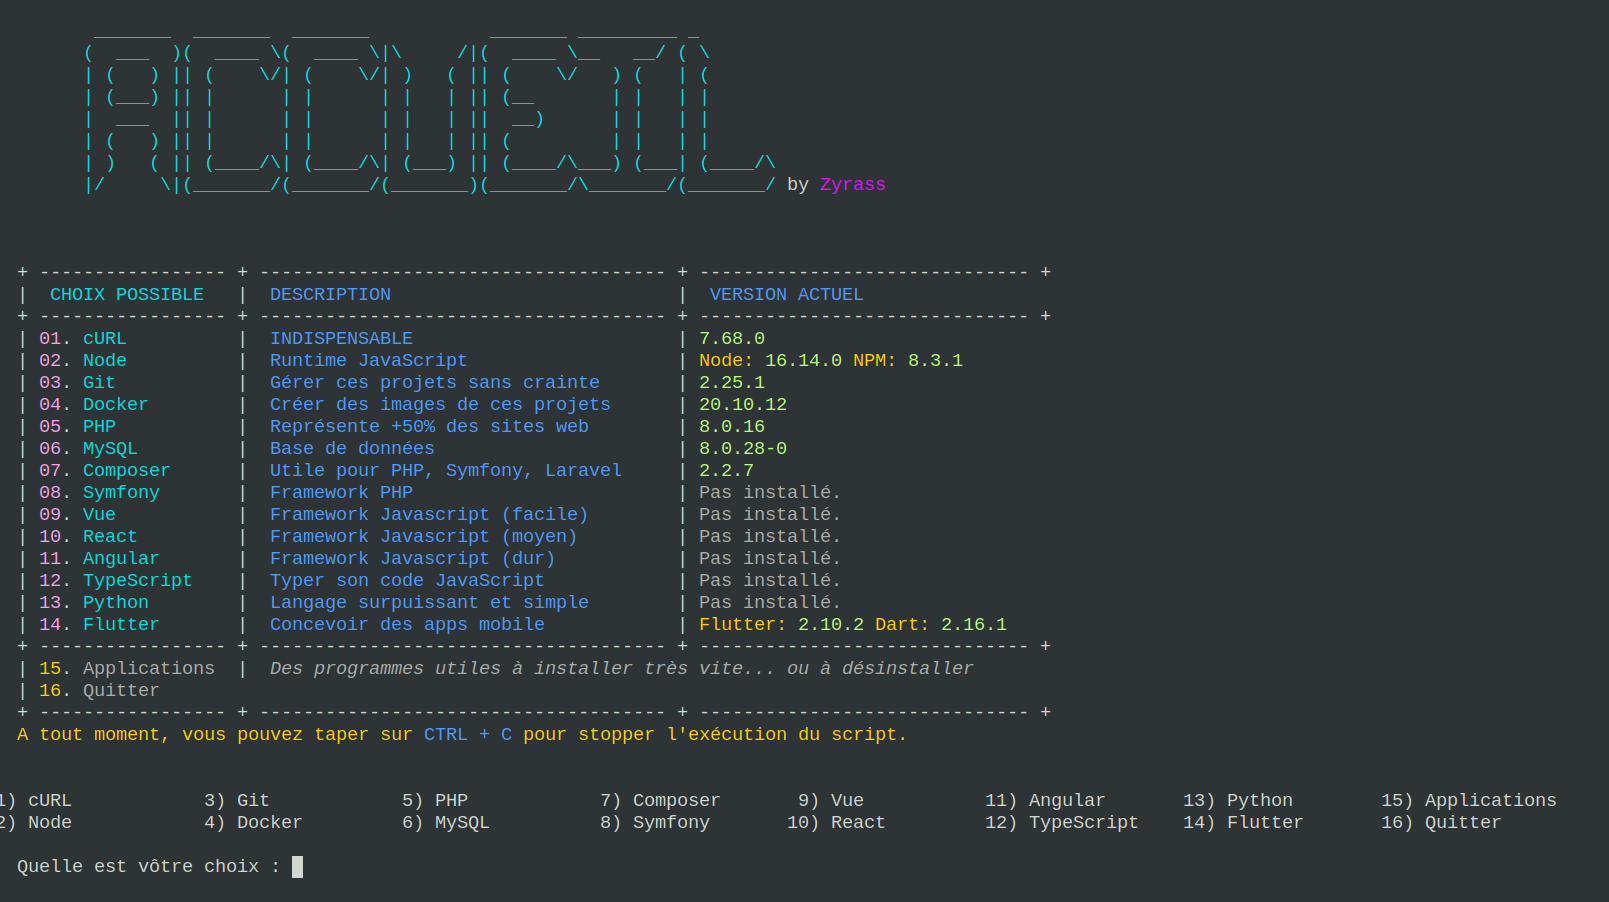 ACCUEIL by Zyrass
+ ----------------- + ------------------------------------- + ------------------------------ +
|  CHOIX POSSIBLE   |  DESCRIPTION                          |  VERSION ACTUEL
+ ----------------- + ------------------------------------- + ------------------------------ +
| 01. cURL          |  INDISPENSABLE                        | 7.68.0
| 02. Node          |  Runtime JavaScript                   | Node: 16.14.0 NPM: 8.3.1
| 03. Git           |  Gérer ces projets sans crainte       | 2.25.1
| 04. Docker        |  Créer des images de ces projets      | 20.10.12
| 05. PHP           |  Représente +50% des sites web        | 8.0.16
| 06. MySQL         |  Base de données                      | 8.0.28-0
| 07. Composer      |  Utile pour PHP, Symfony, Laravel     | 2.2.7
| 08. Symfony       |  Framework PHP                        | Pas installé.
| 09. Vue           |  Framework Javascript (facile)        | Pas installé.
| 10. React         |  Framework Javascript (moyen)         | Pas installé.
| 11. Angular       |  Framework Javascript (dur)           | Pas installé.
| 12. TypeScript    |  Typer son code JavaScript            | Pas installé.
| 13. Python        |  Langage surpuissant et simple        | Pas installé.
| 14. Flutter       |  Concevoir des apps mobile            | Flutter: 2.10.2 Dart: 2.16.1
+ ----------------- + ------------------------------------- + ------------------------------ +
| 15. Applications  |  Des programmes utiles à installer très vite... ou à désinstaller
| 16. Quitter
+ ----------------- + ------------------------------------- + ------------------------------ +
A tout moment, vous pouvez taper sur CTRL + C pour stopper l'exécution du script.
1) cURL            3) Git            5) PHP            7) Composer       9) Vue           11) Angular       13) Python        15) Applications
2) Node            4) Docker         6) MySQL          8) Symfony       10) React         12) TypeScript    14) Flutter       16) Quitter
Quelle est vôtre choix :